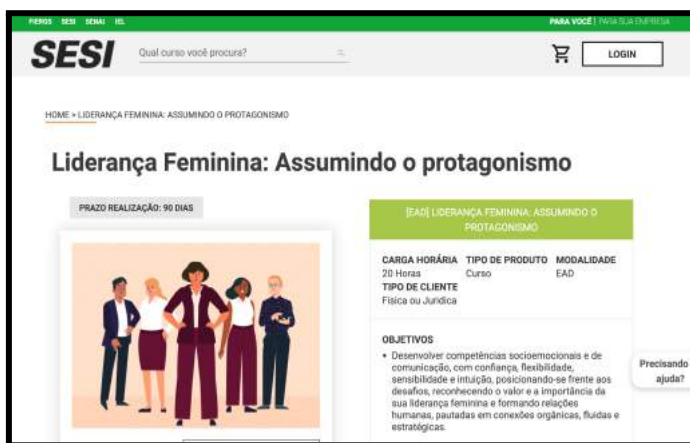 FIERGS SESI SENAI IEL
PARA VOCÊ | PARA SUA EMPRESA
SESI
Qual curso você procura?
LOGIN
HOME > LIDERANÇA FEMININA: ASSUMINDO O PROTAGONISMO
Liderança Feminina: Assumindo o protagonismo
PRAZO REALIZAÇÃO: 90 DIAS
[EAD] LIDERANÇA FEMININA: ASSUMINDO O
PROTAGONISMO
CARGA HORÁRIA TIPO DE PRODUTO MODALIDADE
20 Horas Curso EAD
TIPO DE CLIENTE
Física ou Jurídica
OBJETIVOS
• Desenvolver competências socioemocionais e de
comunicação, com confiança, flexibilidade,
sensibilidade e intuição, posicionando-se frente aos
desafios, reconhecendo o valor e a importância da
sua liderança feminina e formando relações
humanas, pautadas em conexões orgânicas, fluidas e
estratégicas.
Precisando
ajuda?